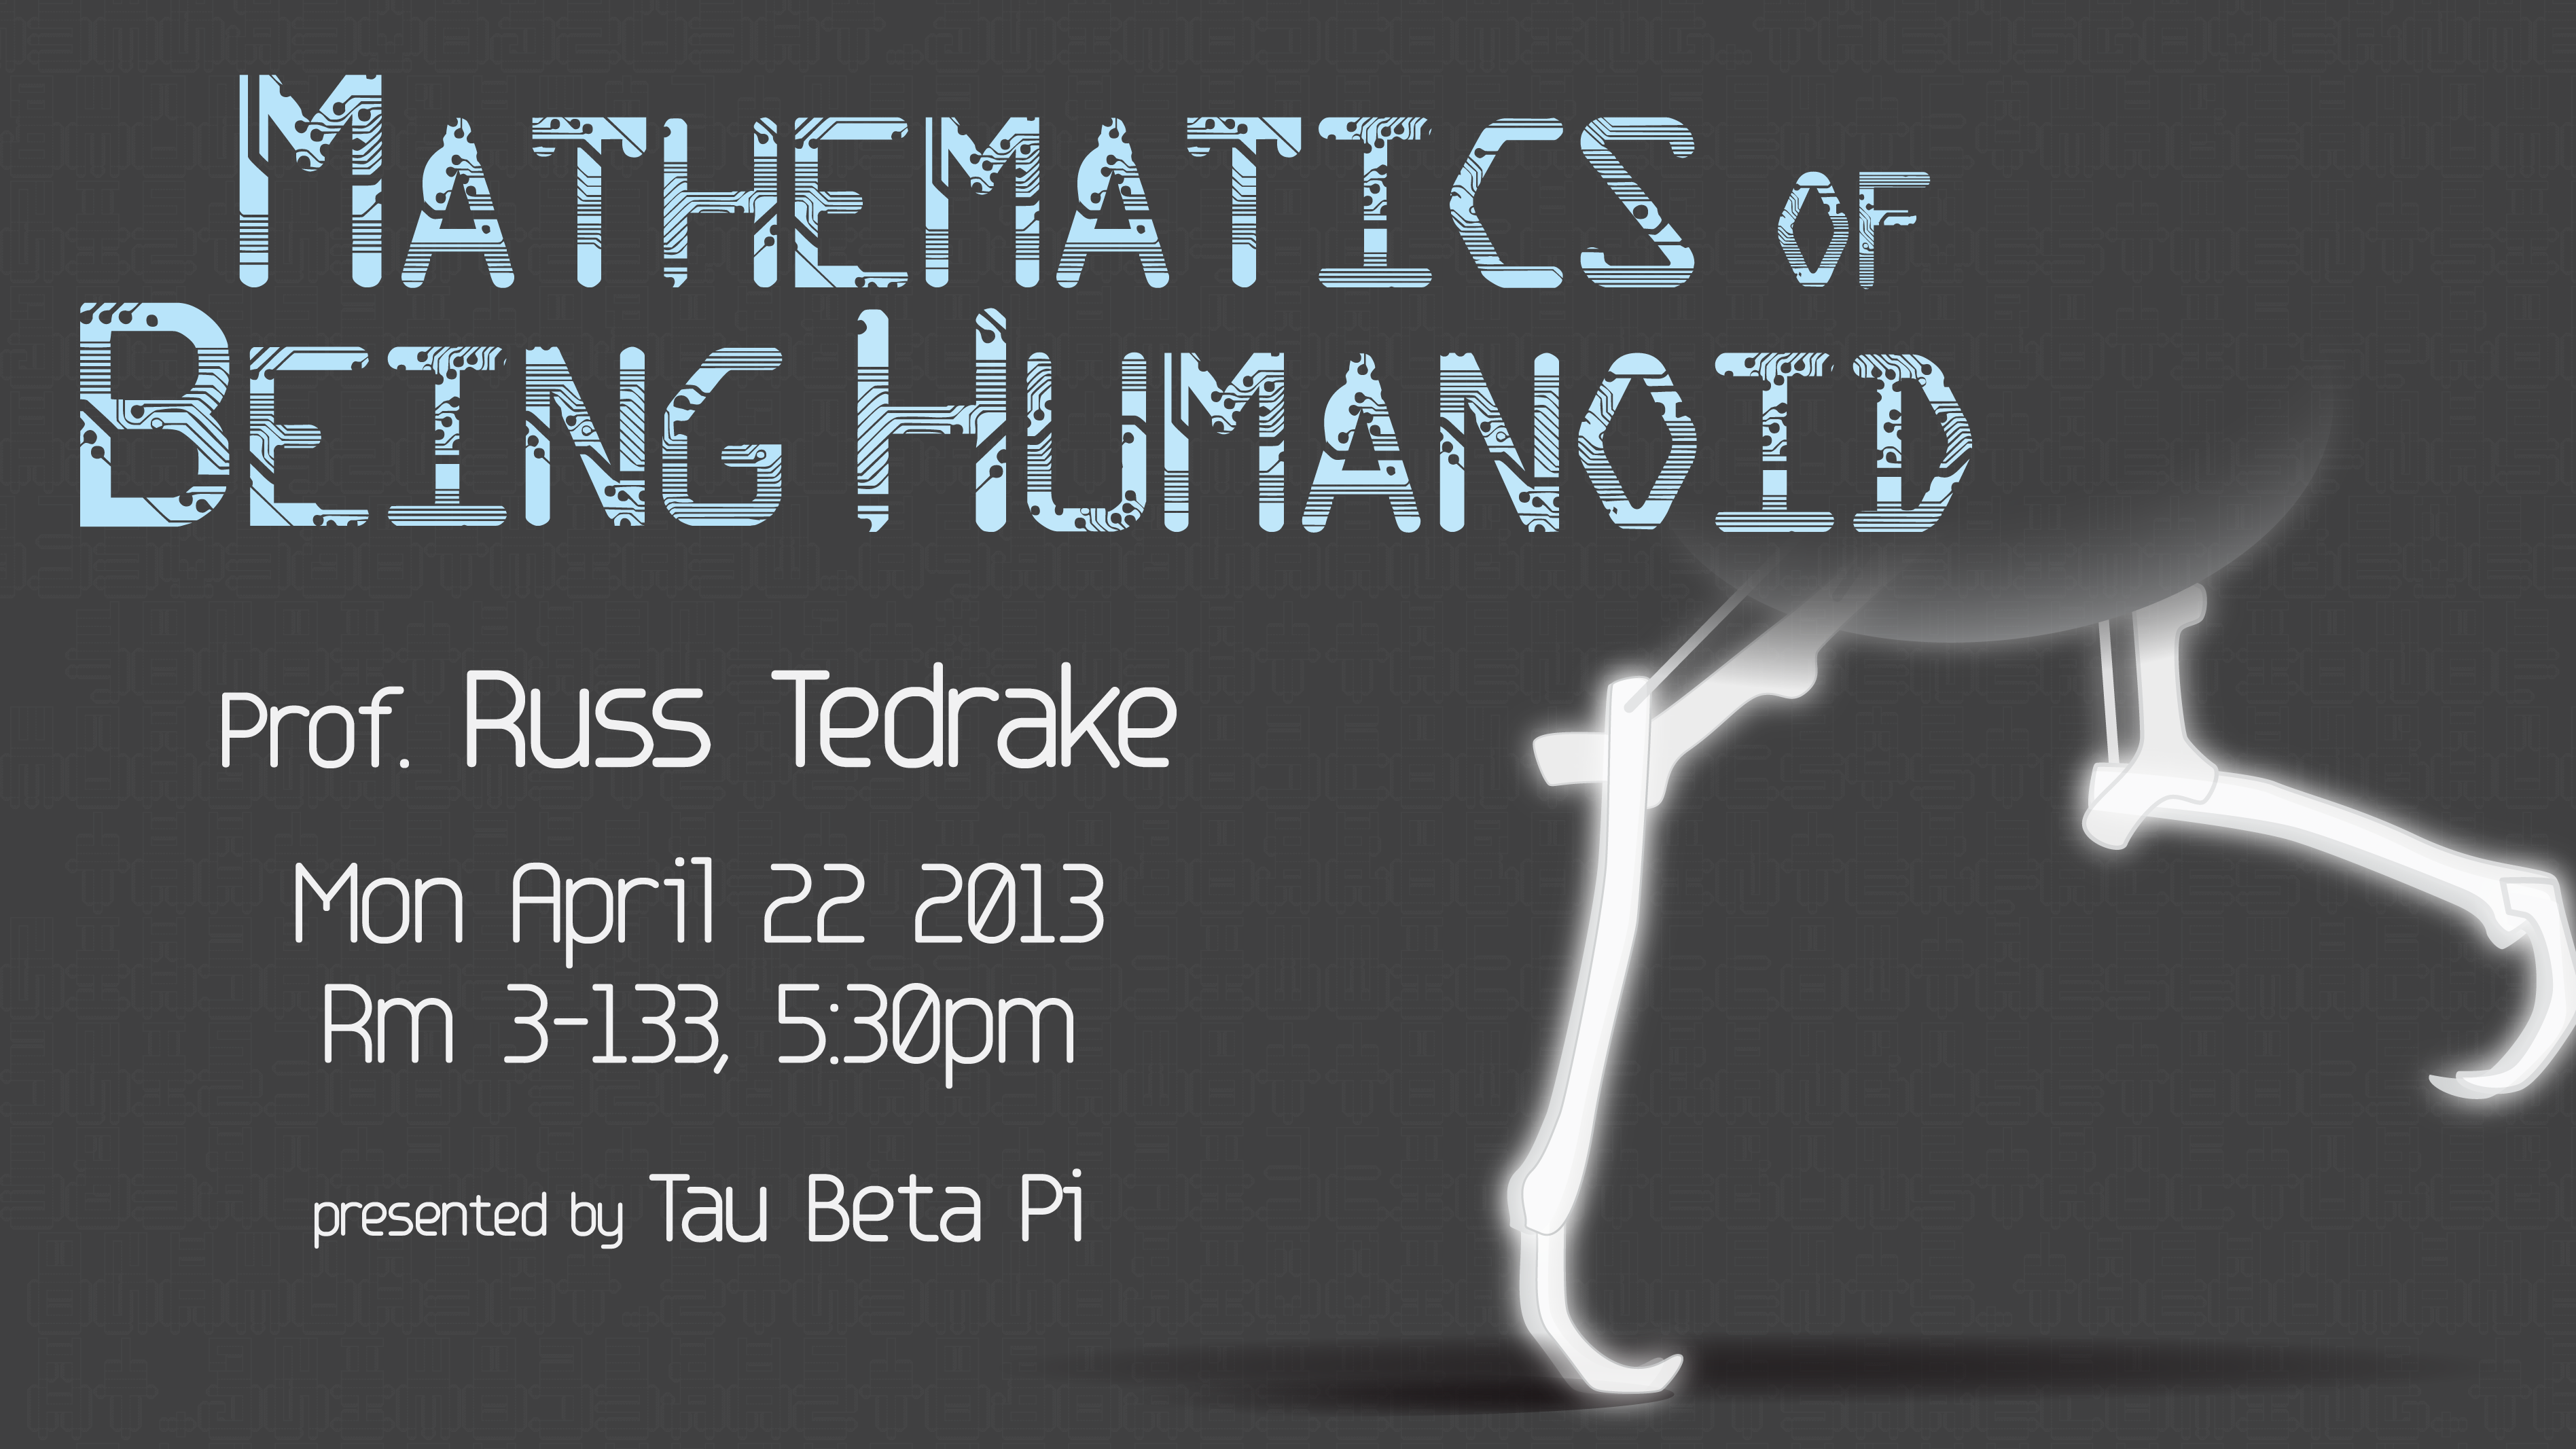 Mathematics of
Being Humanoid
Prof. Russ Tedrake
Mon April 22 2013
Rm 3-133, 5:30pm
presented by Tau Beta Pi